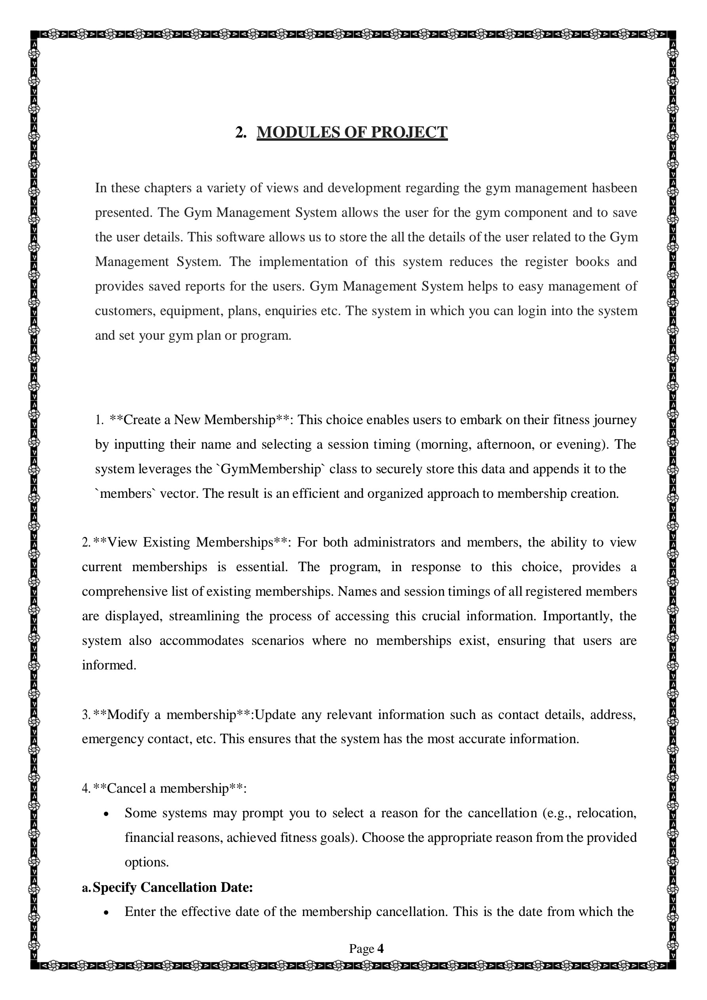 2. MODULES OF PROJECT
In these chapters a variety of views and development regarding the gym management hasbeen
presented. The Gym Management System allows the user for the gym component and to save
the user details. This software allows us to store the all the details of the user related to the Gym
Management System. The implementation of this system reduces the register books and
provides saved reports for the users. Gym Management System helps to easy management of
customers, equipment, plans, enquiries etc. The system in which you can login into the system
and set your gym plan or program.
1. **Create a New Membership**: This choice enables users to embark on their fitness journey
by inputting their name and selecting a session timing (morning, afternoon, or evening). The
system leverages the `GymMembership` class to securely store this data and appends it to the
`members` vector. The result is an efficient and organized approach to membership creation.
2. **View Existing Memberships**: For both administrators and members, the ability to view
current memberships is essential. The program, in response to this choice, provides a
comprehensive list of existing memberships. Names and session timings of all registered members
are displayed, streamlining the process of accessing this crucial information. Importantly, the
system also accommodates scenarios where no memberships exist, ensuring that users are
informed.
3. **Modify a membership**:Update any relevant information such as contact details, address,
emergency contact, etc. This ensures that the system has the most accurate information.
4. **Cancel a membership**:
• Some systems may prompt you to select a reason for the cancellation (e.g., relocation,
financial reasons, achieved fitness goals). Choose the appropriate reason from the provided
options.
a. Specify Cancellation Date:
• Enter the effective date of the membership cancellation. This is the date from which the
Page 4